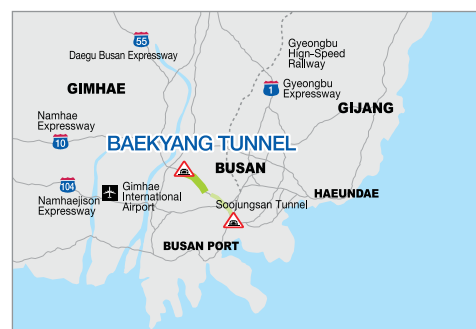 55
Daegu Busan Expressway
Gyeongbu
Hign-Speed
Railway
GIMHAE
1
Gyeongbu
Expressway
GIJANG
Namhae
Expressway
10
BAEKYANG TUNNEL
BUSAN
104
Namhaejison
Expressway
Gimhae
International
Airport
HAEUNDAE
Soojungsan Tunnel
BUSAN PORT